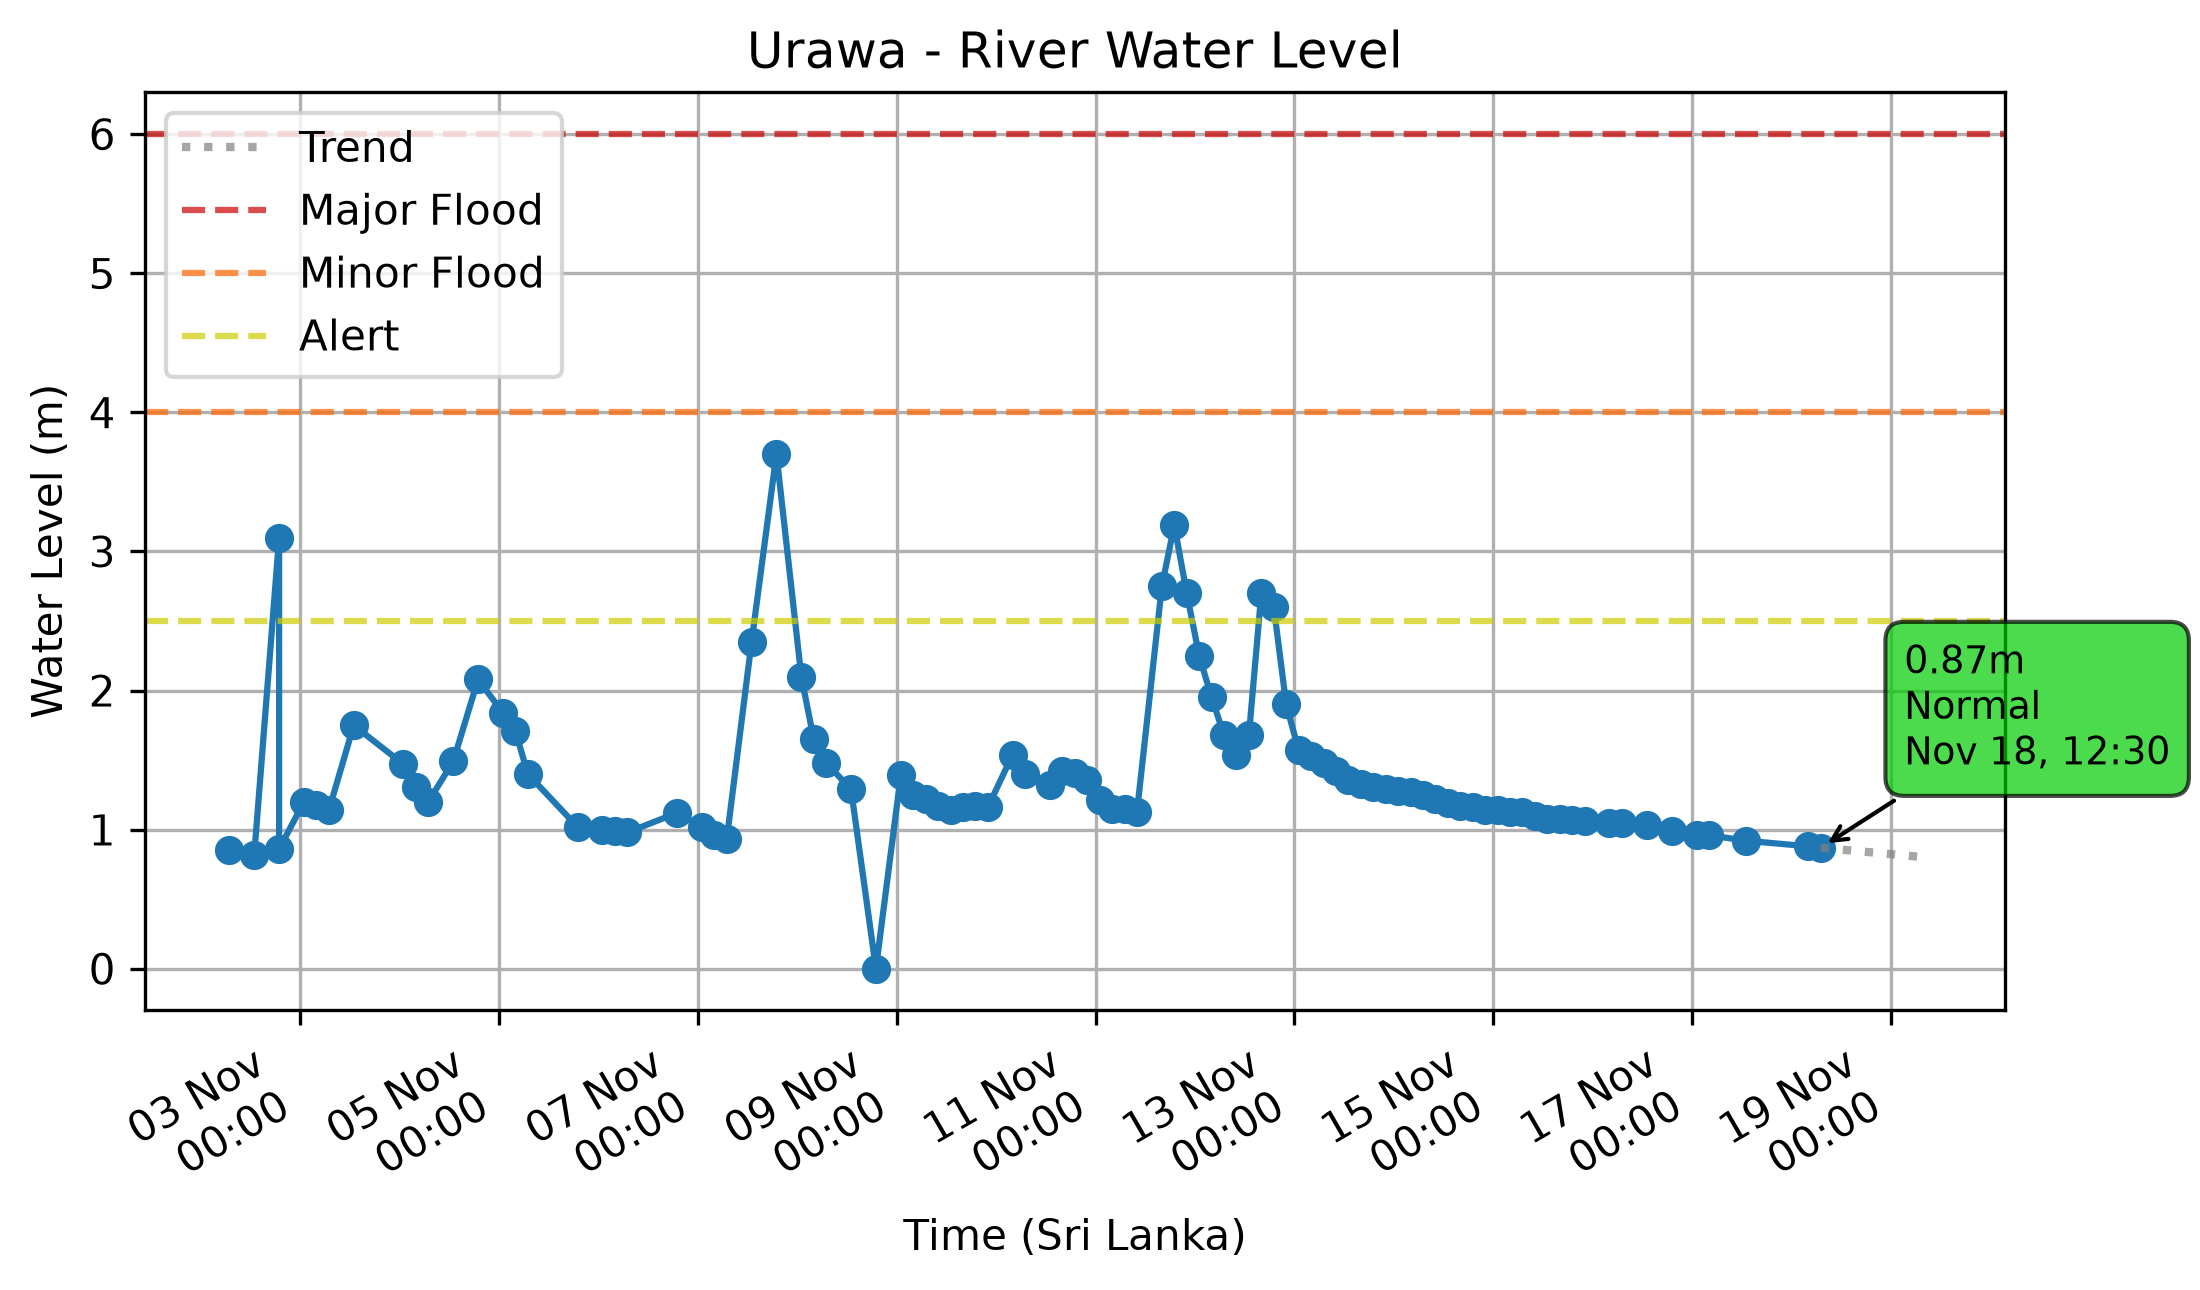 Urawa - River Water Level
Trend
Major Flood
Minor Flood
Alert
Water Level (m)
6
5
4
3
2
1
0
0.87m
Normal
Nov 18, 12:30
03 Nov
00:00
05 Nov
00:00
07 Nov
00:00
09 Nov
00:00
11 Nov
00:00
13 Nov
00:00
15 Nov
00:00
17 Nov
00:00
19 Nov
00:00
Time (Sri Lanka)